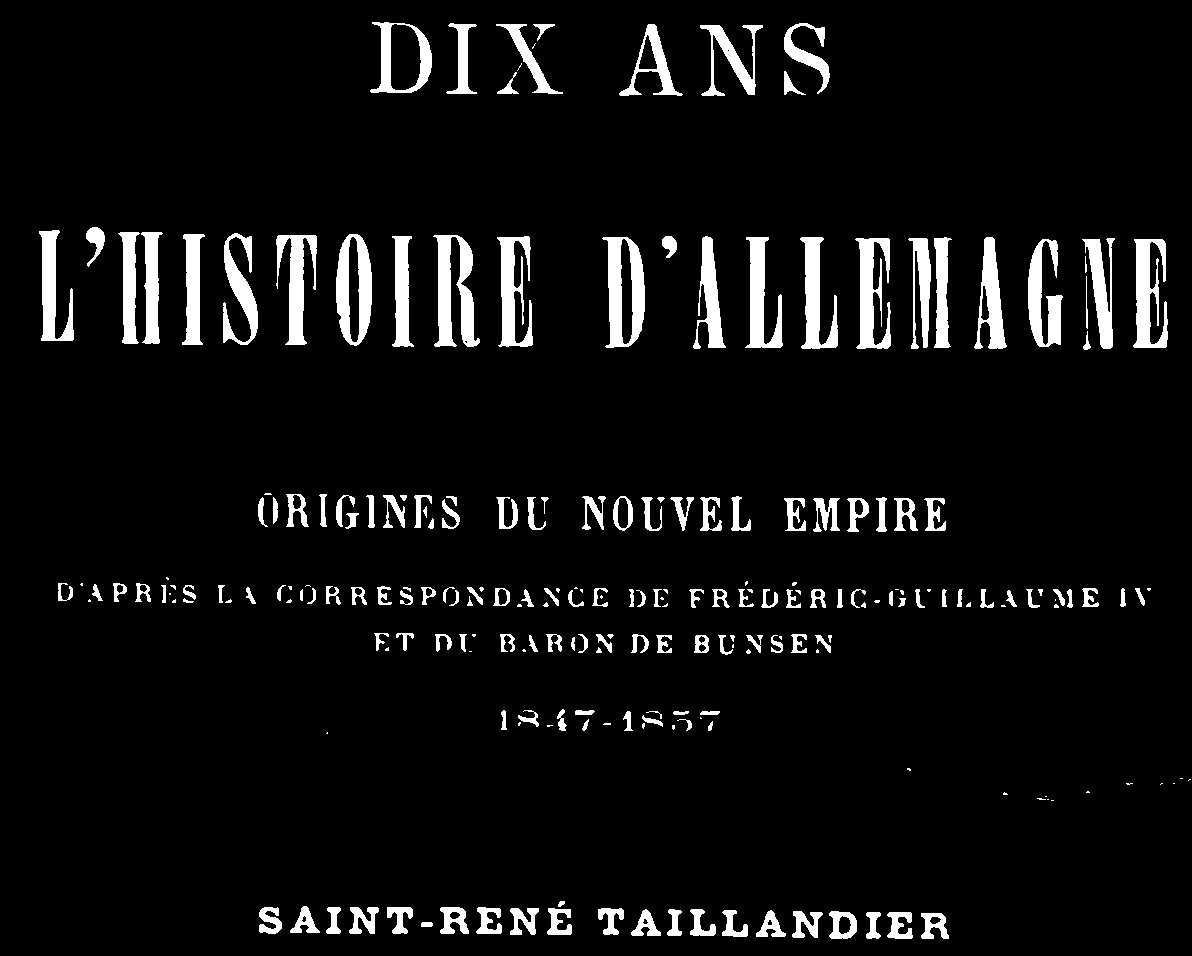 DIX ANS
L'HISTOIRE D'ALLEMAGNE
ORIGINES DU NOUVEL EMPIRE
D'APRÈS LA CORRESPONDANCE DE FRÉDÉRIC-GUILLAUME IV
ET DU BARON DE BUNSEN
1847-1857
SAINT-RENÉ TAILLANDIER